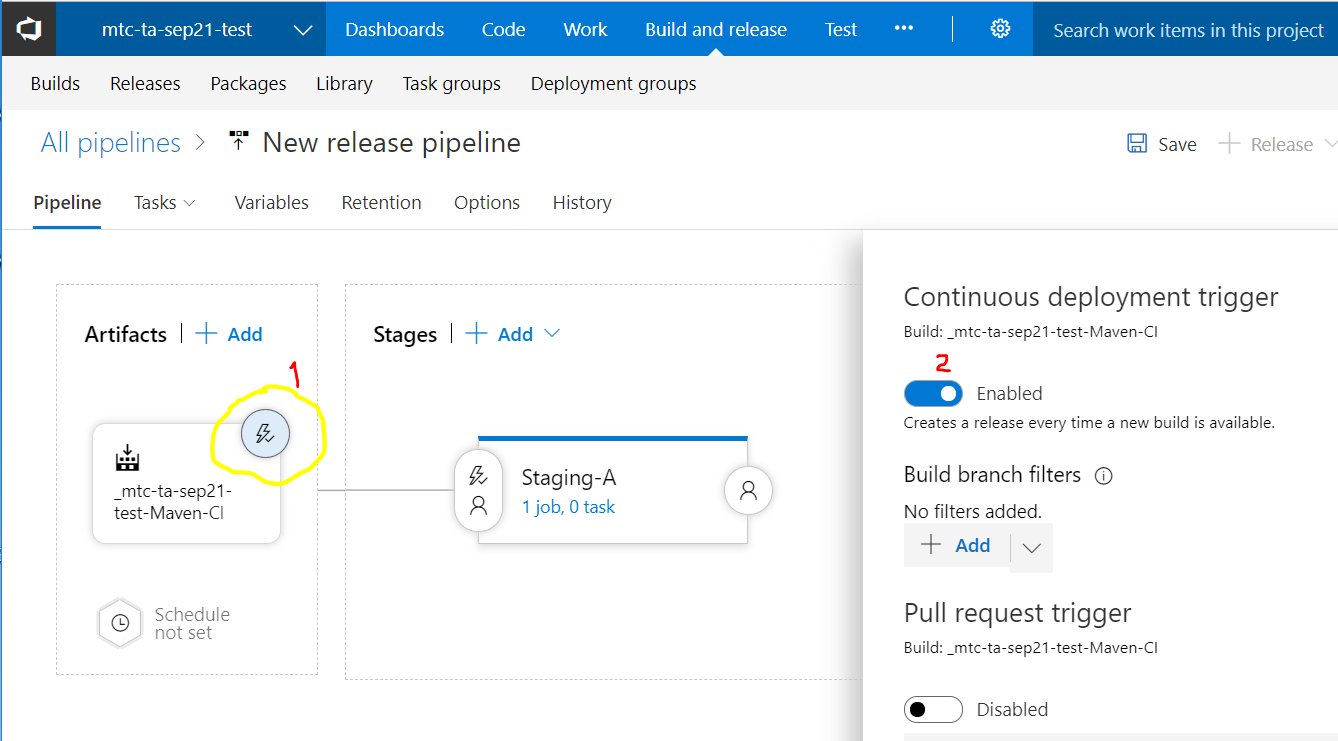 mtc-ta-sep21-test Dashboards Code Work Build and release Test ... Search work items in this project
Builds Releases Packages Library Task groups Deployment groups
All pipelines > New release pipeline Save + Release
Pipeline Tasks Variables Retention Options History
Artifacts | + Add
Stages | + Add
1
_mtc-ta-sep21-
test-Maven-CI
Schedule
not set
Staging-A
1 job, 0 task
Continuous deployment trigger
Build: _mtc-ta-sep21-test-Maven-CI
2
Enabled
Creates a release every time a new build is available.
Build branch filters
No filters added.
+ Add
Pull request trigger
Build: _mtc-ta-sep21-test-Maven-CI
Disabled